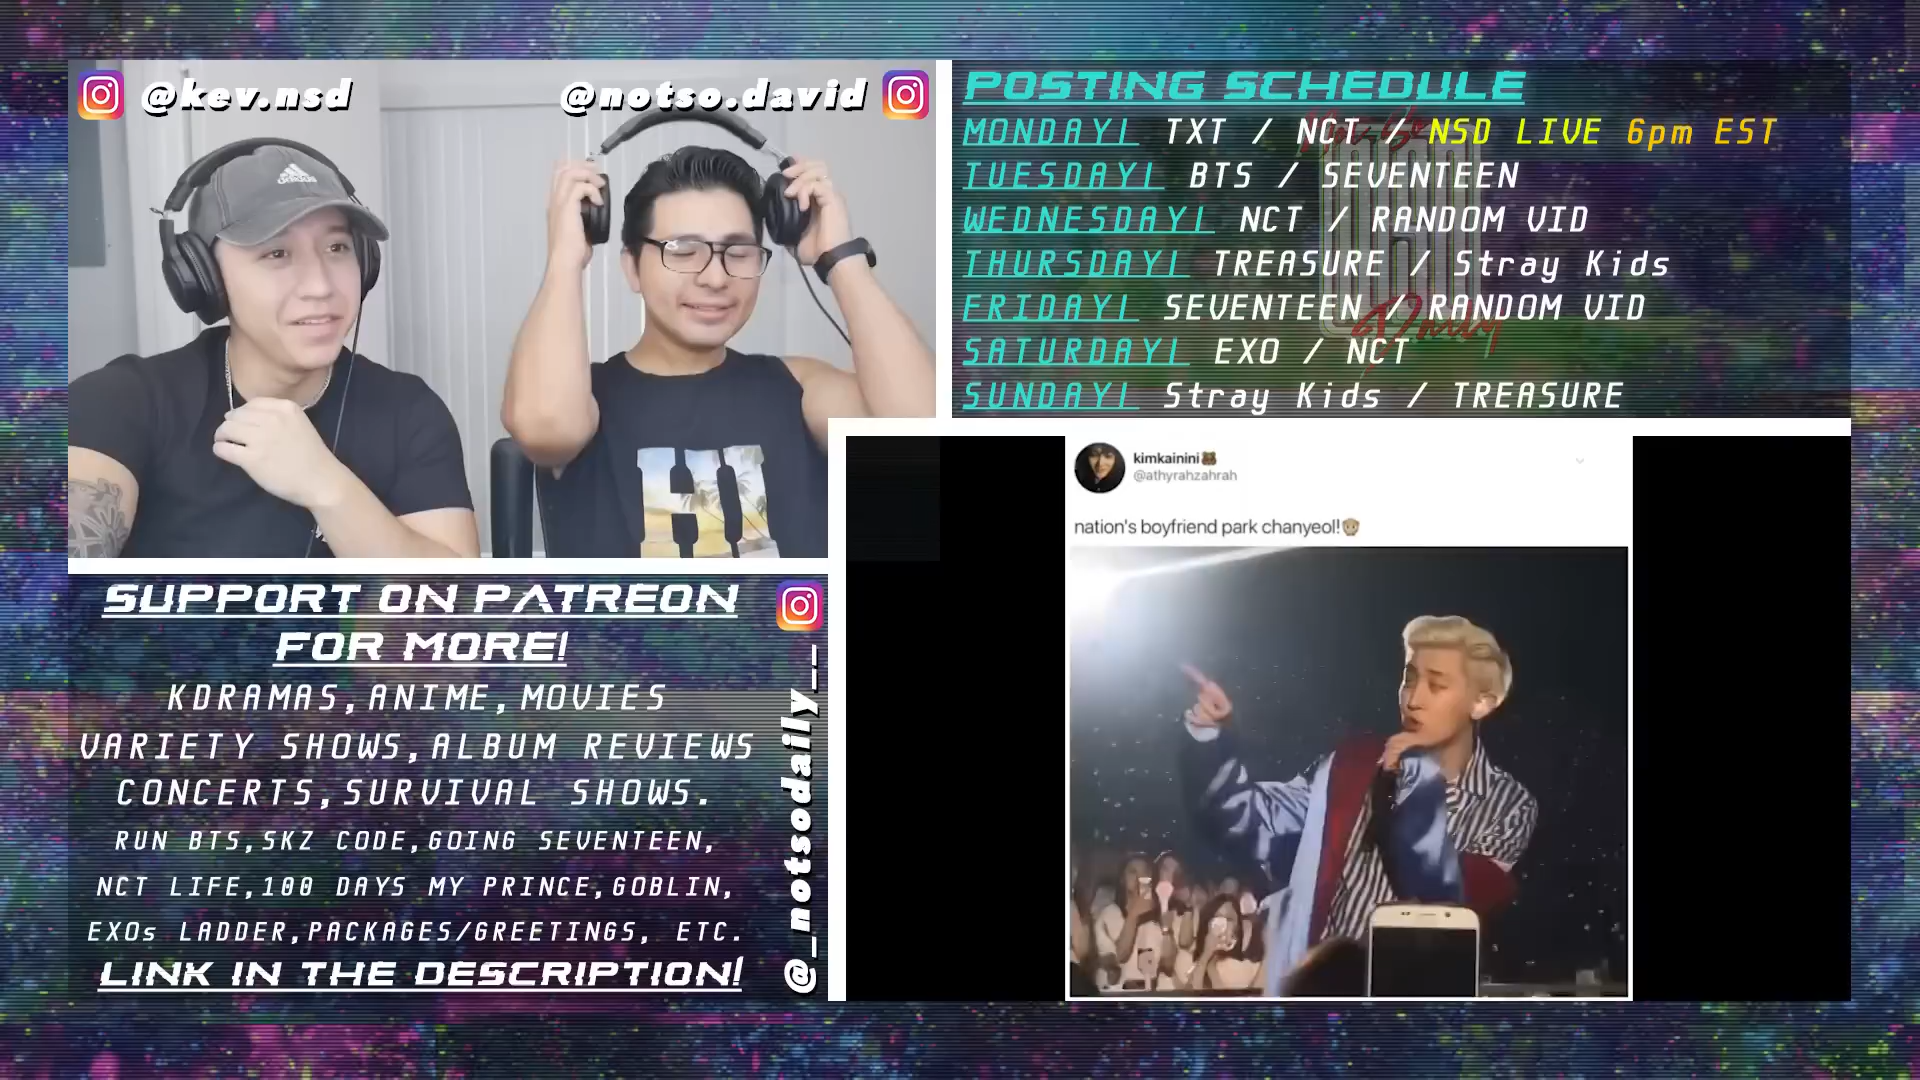 @kev.nsd
@notso.david
adidas
HI
POSTING SCHEDULE
MONDAY| TXT / NCT / NSD LIVE 6pm EST
TUESDAY| BTS / SEVENTEEN
WEDNESDAY| NCT / RANDOM VID
THURSDAY| TREASURE / Stray Kids
FRIDAY| SEVENTEEN / RANDOM VID
SATURDAY| EXO / NCT
SUNDAY| Stray Kids / TREASURE
SUPPORT ON PATREON
FOR MORE!
KDRAMAS,ANIME,MOVIES
VARIETY SHOWS,ALBUM REVIEWS
CONCERTS,SURVIVAL SHOWS.
RUN BTS,SKZ CODE,GOING SEVENTEEN,
NCT LIFE,100 DAYS MY PRINCE,GOBLIN,
EXOs LADDER,PACKAGES/GREETINGS, ETC.
LINK IN THE DESCRIPTION!
@_notsodaily__
kimkainini🐻
@athyrahzahrah
nation's boyfriend park chanyeol!🐵